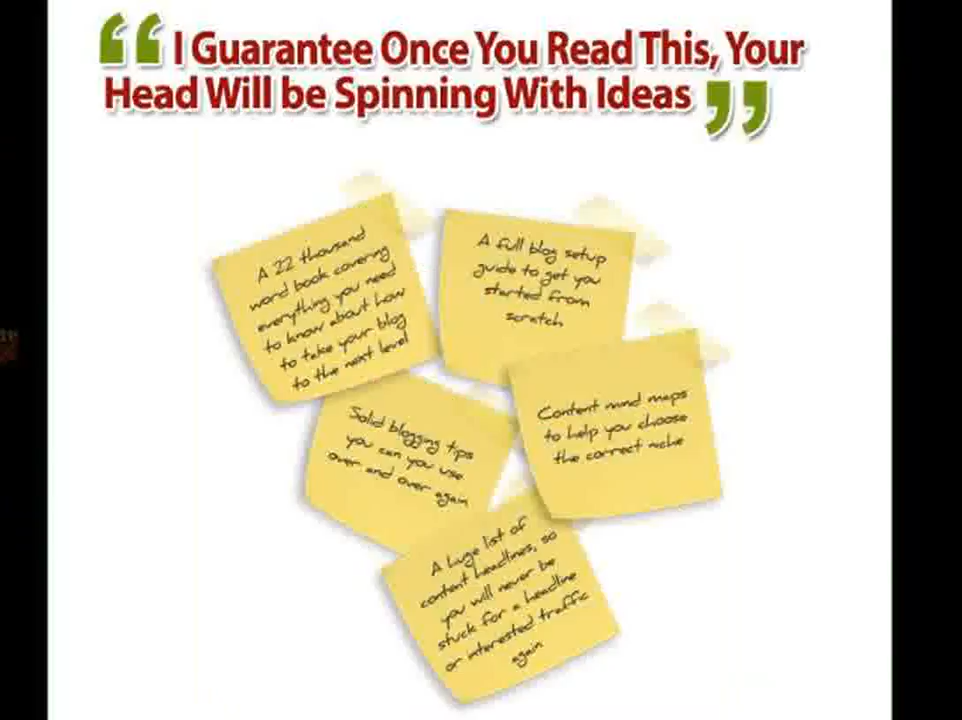 “ I Guarantee Once You Read This, Your
Head Will be Spinning With Ideas ”
A 22 thousand
word book covering
everything you need
to know about how
to take your blog
to the next level
A full blog setup
guide to get you
started from
scratch
Solid blogging tips
you can you use
over and over again
Content mind maps
to help you choose
the correct niche
A huge list of
content headlines, so
you will never be
stuck for a headline
or interested traffic
again